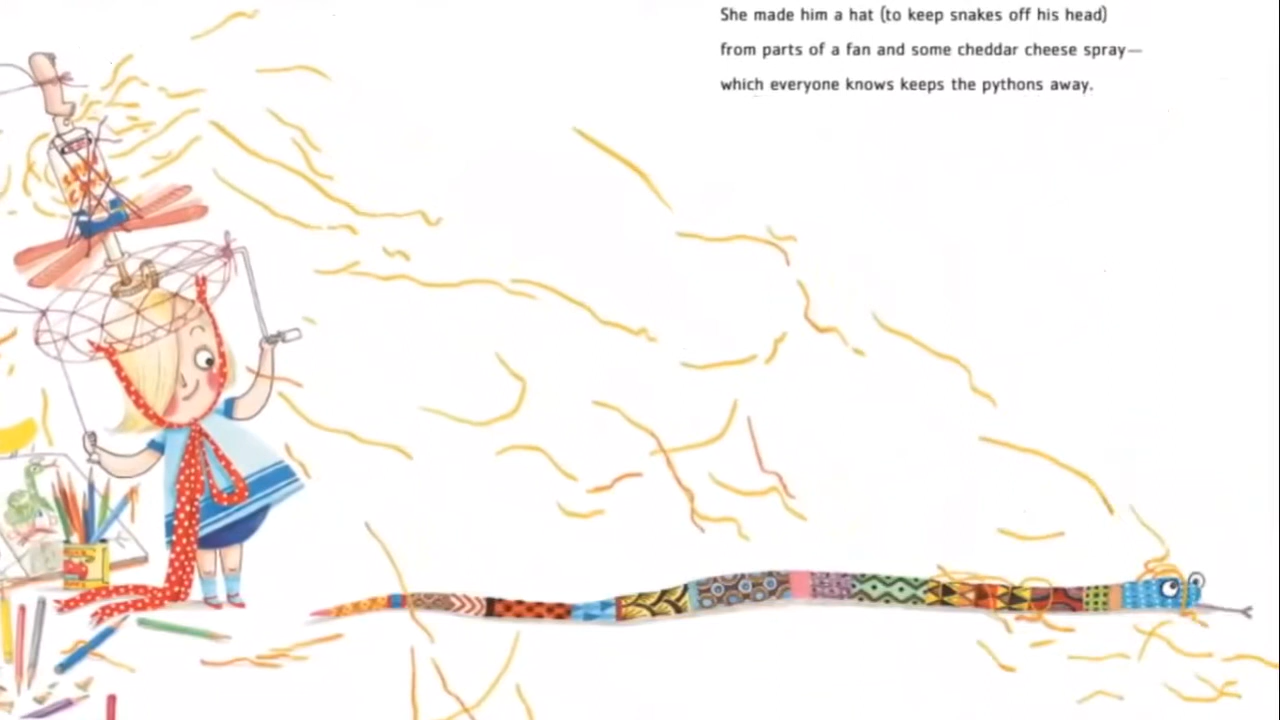 She made him a hat (to keep snakes off his head)
from parts of a fan and some cheddar cheese spray—
which everyone knows keeps the pythons away.